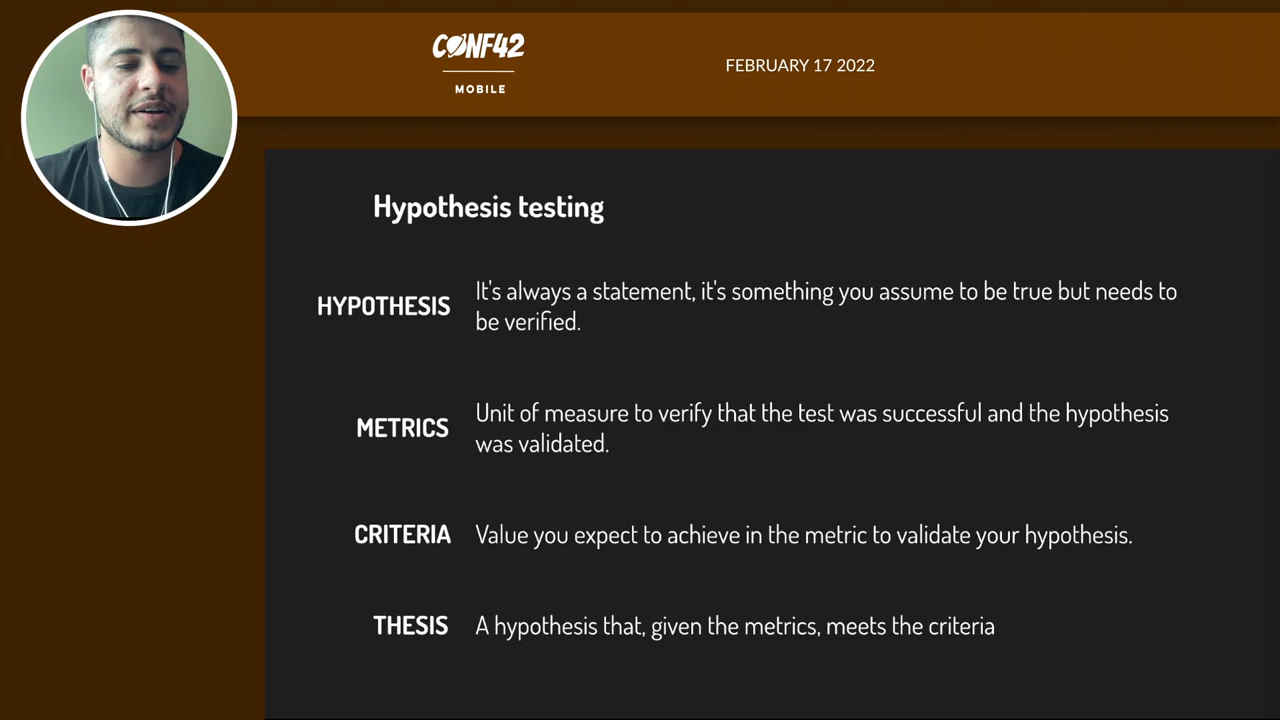 CONF42
MOBILE
FEBRUARY 17 2022
Hypothesis testing
HYPOTHESIS
It's always a statement, it's something you assume to be true but needs to
be verified.
METRICS
Unit of measure to verify that the test was successful and the hypothesis
was validated.
CRITERIA
Value you expect to achieve in the metric to validate your hypothesis.
THESIS
A hypothesis that, given the metrics, meets the criteria